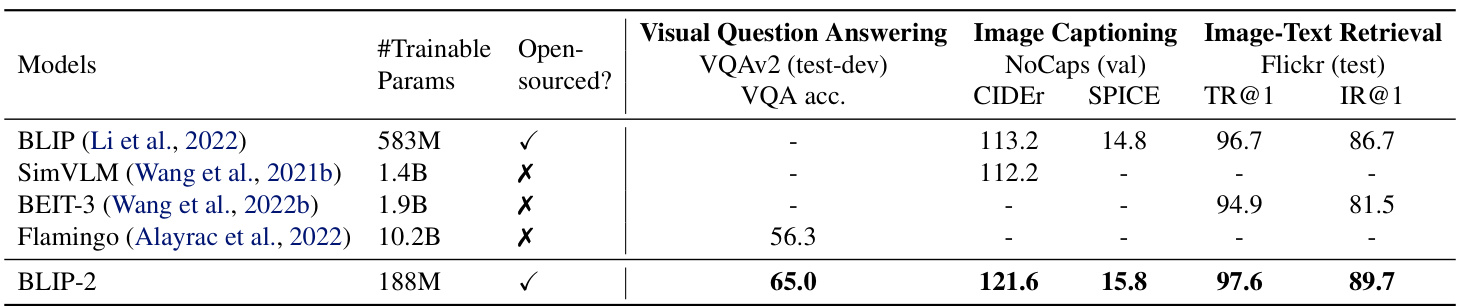 Models #Trainable Params Open-sourced? Visual Question Answering Image Captioning Image-Text Retrieval
VQAv2 (test-dev) NoCaps (val) Flickr (test)
VQA acc. CIDEr SPICE TR@1 IR@1
BLIP (Li et al., 2022) 583M ✓ - 113.2 14.8 96.7 86.7
SimVLM (Wang et al., 2021b) 1.4B ✗ - 112.2 - - -
BEIT-3 (Wang et al., 2022b) 1.9B ✗ - - - 94.9 81.5
Flamingo (Alayrac et al., 2022) 10.2B ✗ 56.3 - - - -
BLIP-2 188M ✓ 65.0 121.6 15.8 97.6 89.7